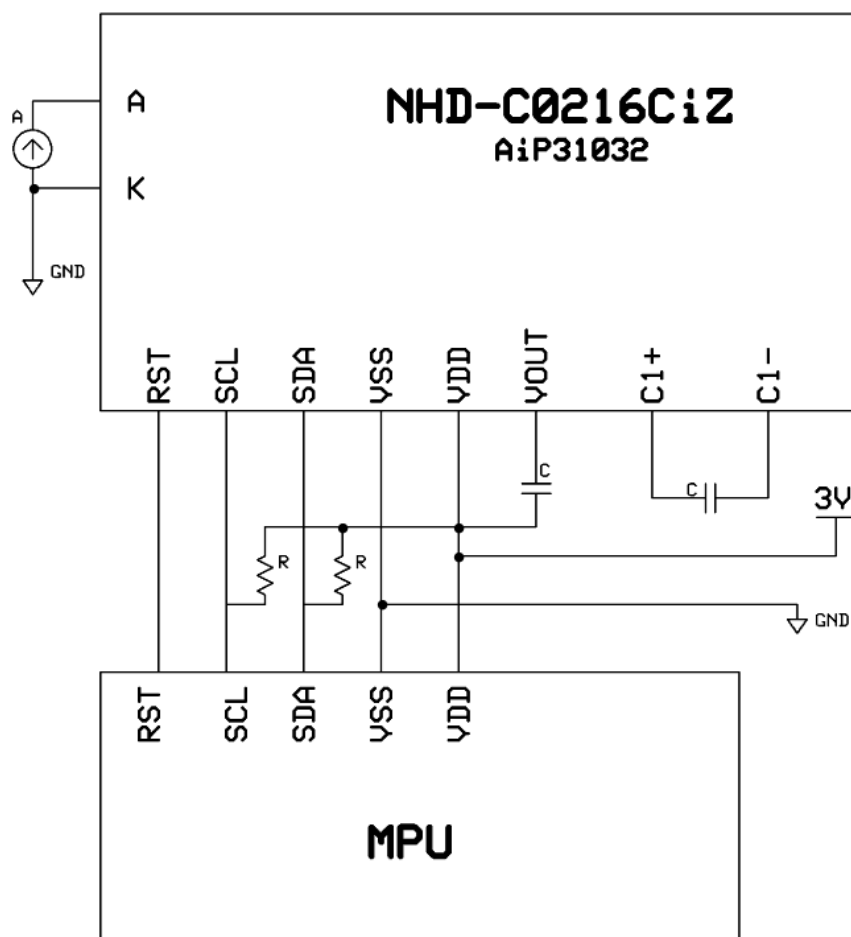 NHD-C0216CiZ
AiP31032
A
A
K
GND
RST SCL SDA VSS VDD VOUT C1+ C1-
C
C
3V
R R
GND
RST SCL SDA VSS VDD
MPU